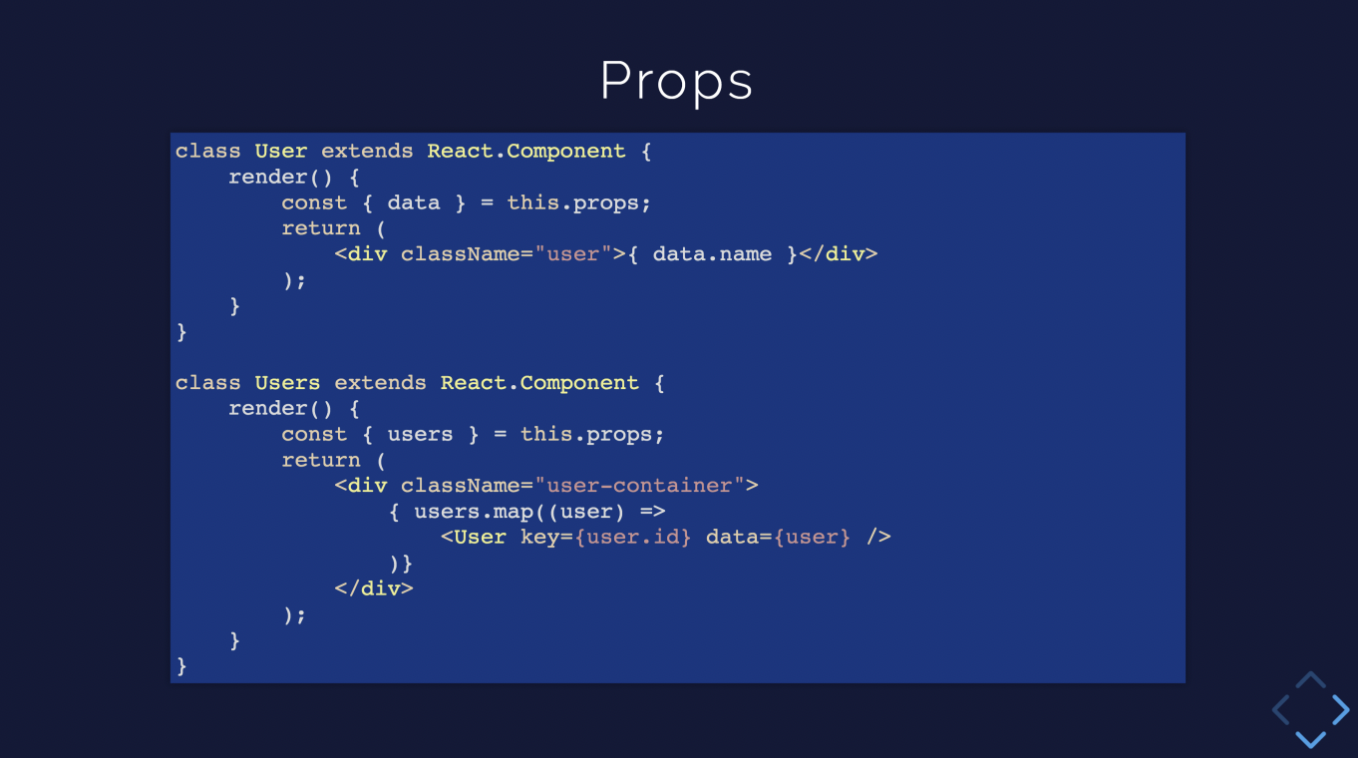 Props
class User extends React.Component {
    render() {
        const { data } = this.props;
        return (
            <div className="user">{ data.name }</div>
        );
    }
}

class Users extends React.Component {
    render() {
        const { users } = this.props;
        return (
            <div className="user-container">
                { users.map((user) =>
                    <User key={user.id} data={user} />
                )}
            </div>
        );
    }
}